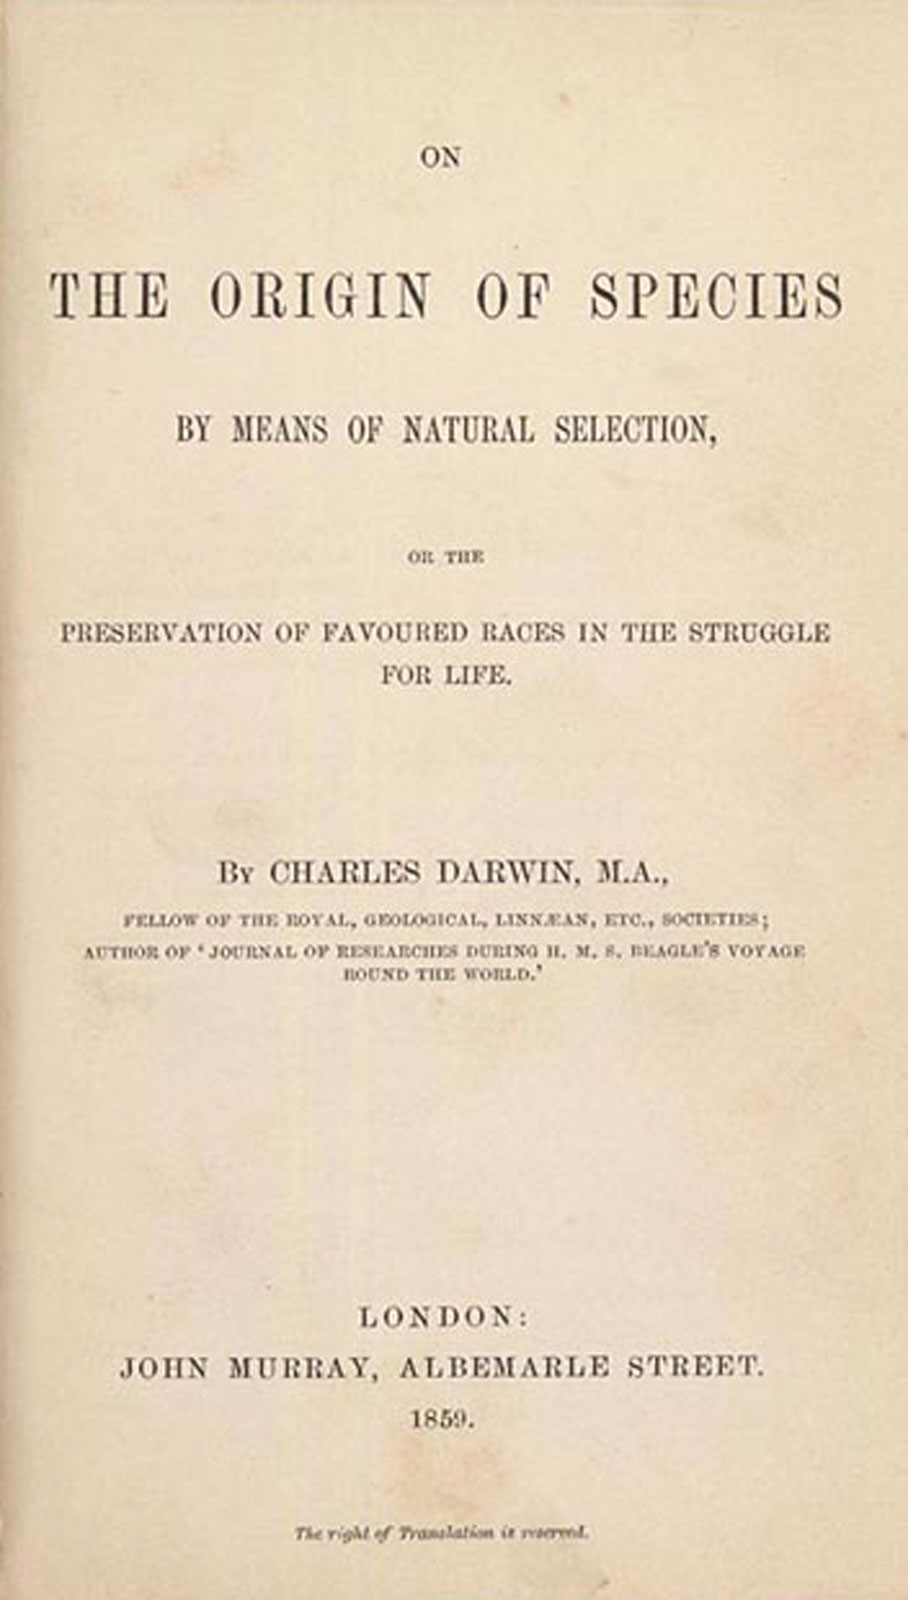 ON
THE ORIGIN OF SPECIES
BY MEANS OF NATURAL SELECTION,
OR THE
PRESERVATION OF FAVOURED RACES IN THE STRUGGLE
FOR LIFE.
By CHARLES DARWIN, M.A.,
FELLOW OF THE ROYAL, GEOLOGICAL, LINNÆAN, ETC., SOCIETIES;
AUTHOR OF ‘JOURNAL OF RESEARCHES DURING H. M. S. BEAGLE’S VOYAGE
ROUND THE WORLD.’
LONDON:
JOHN MURRAY, ALBEMARLE STREET.
1859.
The right of Translation is reserved.